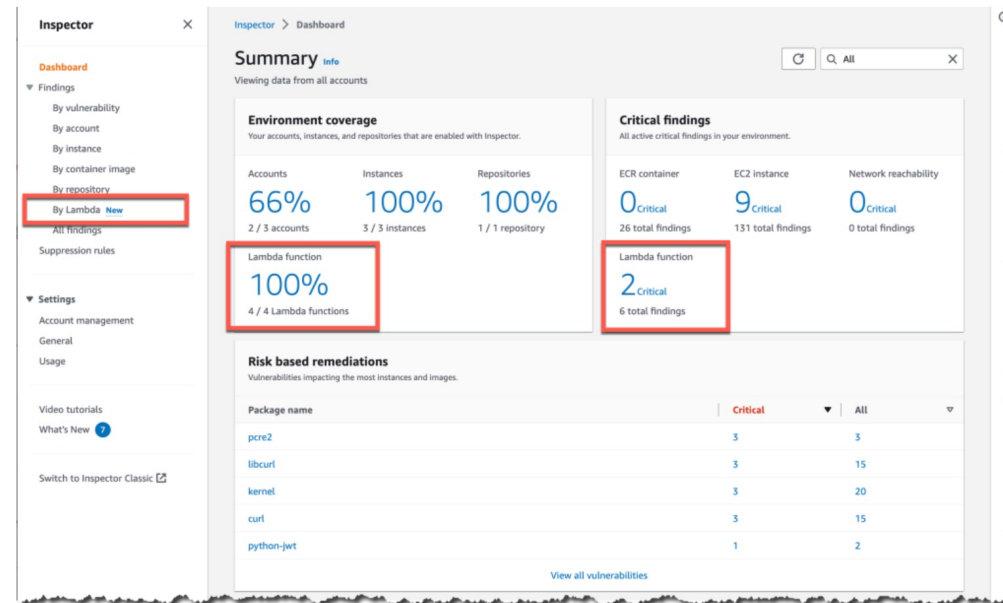 Inspector
Dashboard
Findings
By vulnerability
By account
By instance
By container image
By repository
By Lambda New
All findings
Suppression rules
Settings
Account management
General
Usage
Video tutorials
What's New 7
Switch to Inspector Classic
Inspector > Dashboard
Summary Info
Viewing data from all accounts
All
Environment coverage
Your accounts, instances, and repositories that are enabled with Inspector.
Accounts Instances Repositories
66% 100% 100%
2 / 3 accounts 3 / 3 instances 1 / 1 repository
Lambda function
100%
4 / 4 Lambda functions
Critical findings
All active critical findings in your environment.
ECR container EC2 instance Network reachability
0 Critical 9 Critical 0 Critical
26 total findings 131 total findings 0 total findings
Lambda function
2 Critical
6 total findings
Risk based remediations
Vulnerabilities impacting the most instances and images.
Package name Critical All
pcre2 3 3
libcurl 3 15
kernel 3 20
curl 3 15
python-jwt 1 2
View all vulnerabilities